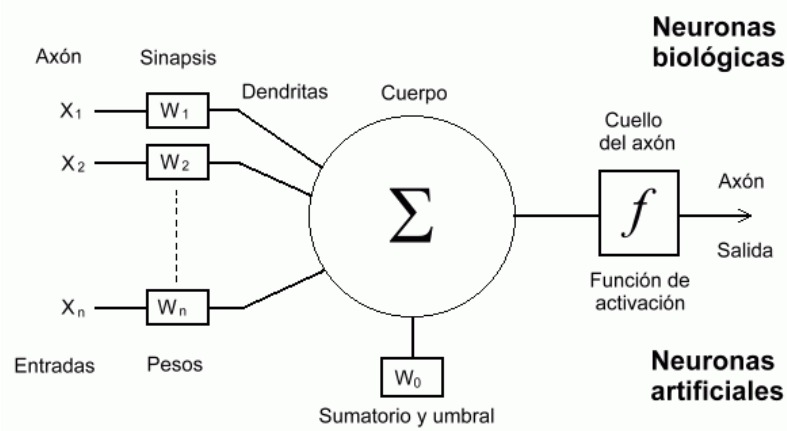 Neuronas
biológicas
Axón
Sinapsis
Dendritas
Cuerpo
Cuello
del axón
X1
W1
X2
W2
Σ
f
Axón
Salida
Función de
activación
Xn
Wn
Entradas
Pesos
W0
Sumatorio y umbral
Neuronas
artificiales